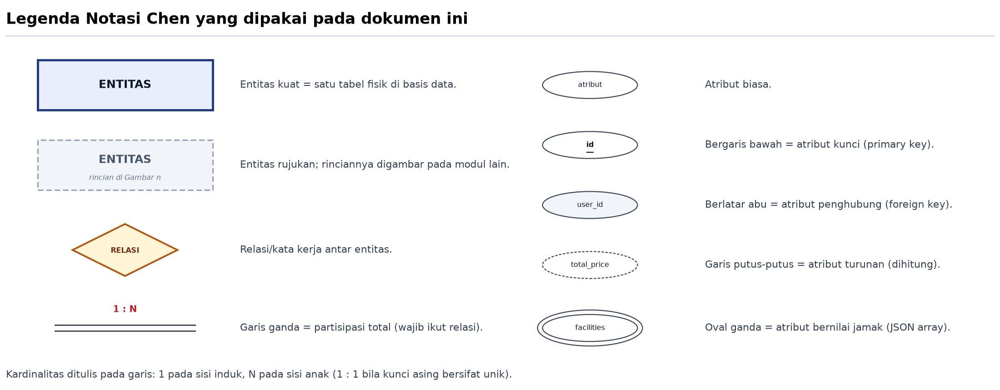 Legenda Notasi Chen yang dipakai pada dokumen ini
ENTITAS
Entitas kuat = satu tabel fisik di basis data.
ENTITAS
rincian di Gambar n
Entitas rujukan; rinciannya digambar pada modul lain.
RELASI
Relasi/kata kerja antar entitas.
1 : N
Garis ganda = partisipasi total (wajib ikut relasi).
atribut
Atribut biasa.
id
Bergaris bawah = atribut kunci (primary key).
user_id
Berlatar abu = atribut penghubung (foreign key).
total_price
Garis putus-putus = atribut turunan (dihitung).
facilities
Oval ganda = atribut bernilai jamak (JSON array).
Kardinalitas ditulis pada garis: 1 pada sisi induk, N pada sisi anak (1 : 1 bila kunci asing bersifat unik).